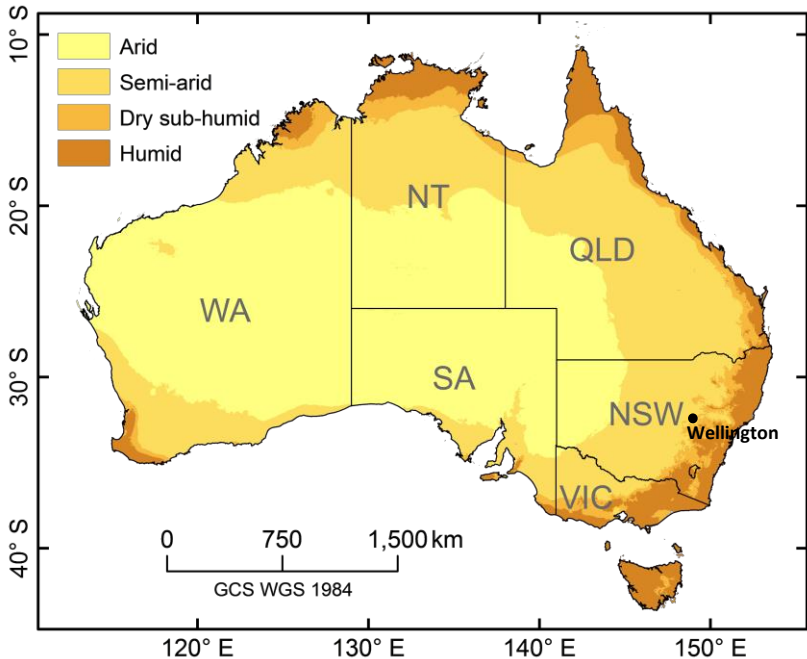 10° S
20° S
30° S
40° S
Arid
Semi-arid
Dry sub-humid
Humid
NT
QLD
WA
SA
NSW
Wellington
VIC
0 750 1,500 km
GCS WGS 1984
120° E 130° E 140° E 150° E